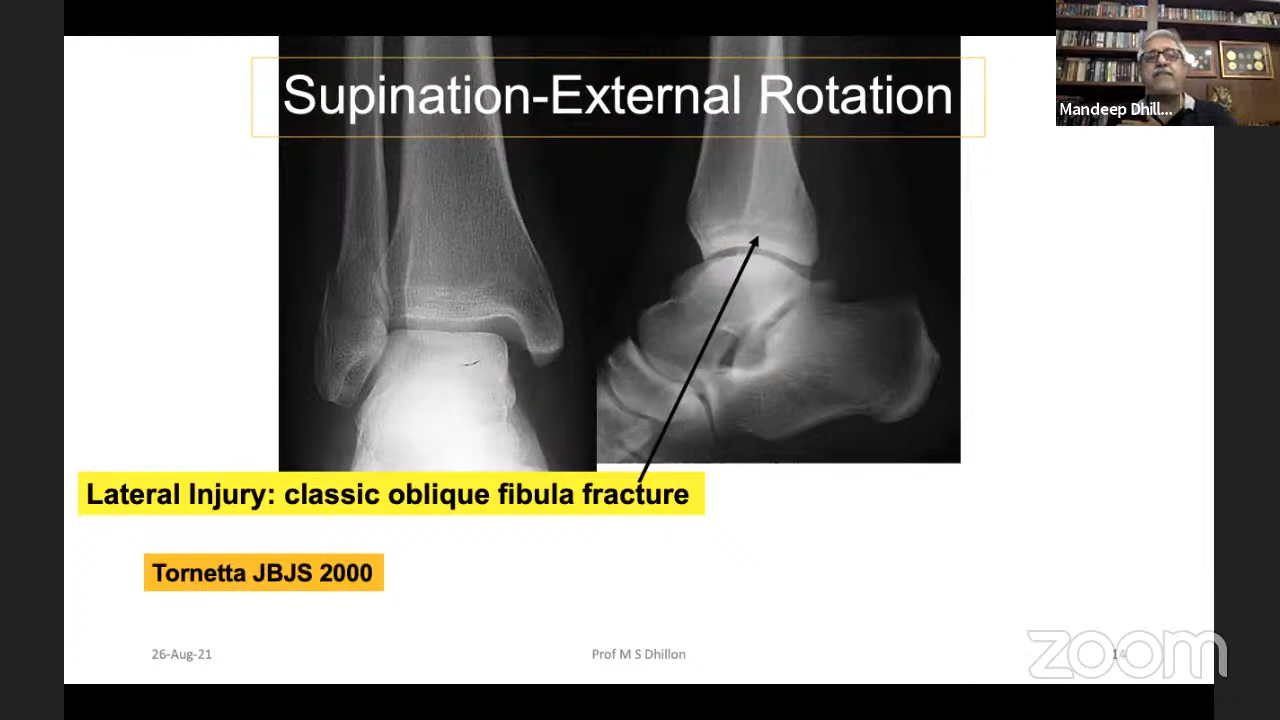 Supination-External Rotation
Mandeep Dhill...
Lateral Injury: classic oblique fibula fracture
Tornetta JBJS 2000
26-Aug-21
Prof M S Dhillon
14
zoom